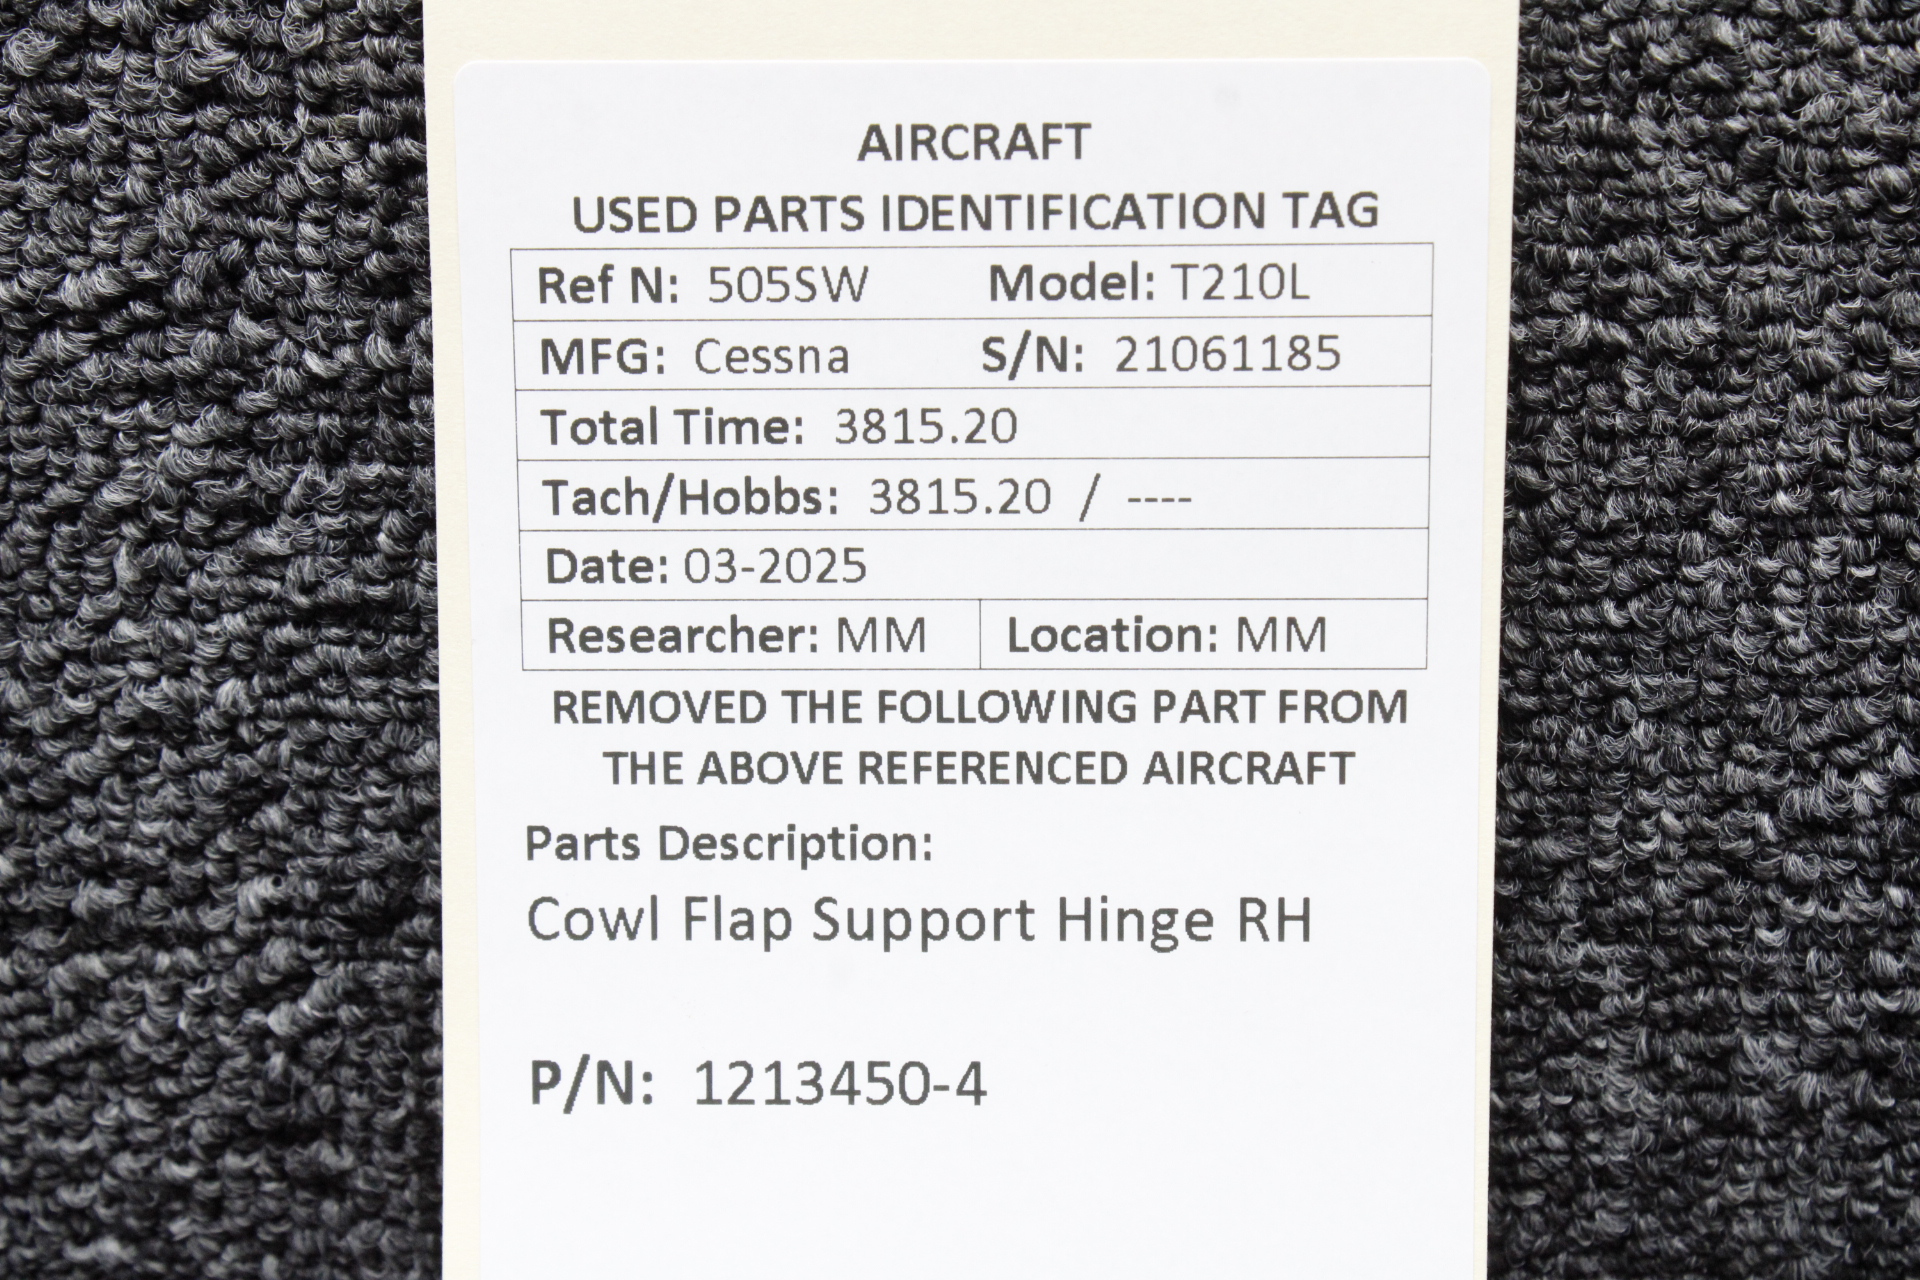 AIRCRAFT
USED PARTS IDENTIFICATION TAG
Ref N: 505SW Model: T210L
MFG: Cessna S/N: 21061185
Total Time: 3815.20
Tach/Hobbs: 3815.20 / ----
Date: 03-2025
Researcher: MM Location: MM
REMOVED THE FOLLOWING PART FROM
THE ABOVE REFERENCED AIRCRAFT
Parts Description:
Cowl Flap Support Hinge RH
P/N: 1213450-4